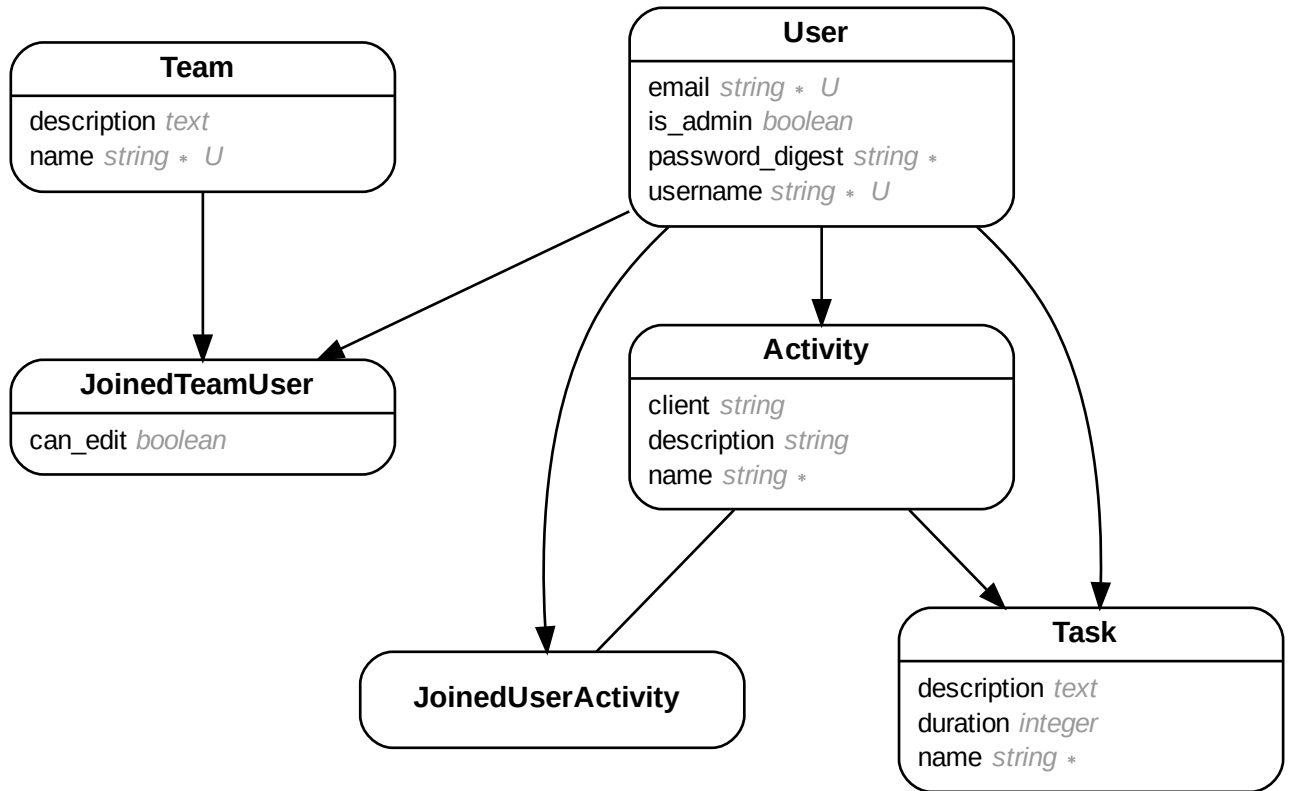 Team
description text
name string * U
User
email string * U
is_admin boolean
password_digest string *
username string * U
JoinedTeamUser
can_edit boolean
Activity
client string
description string
name string *
JoinedUserActivity
Task
description text
duration integer
name string *